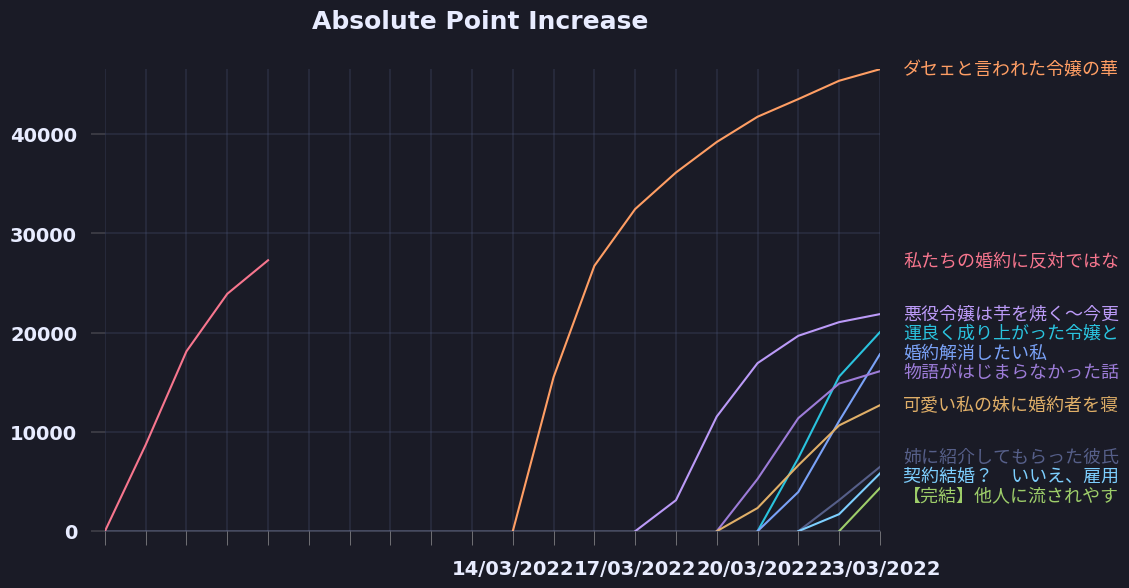 Absolute Point Increase
ダセェと言われた令嬢の華
40000
30000
私たちの婚約に反対ではな
悪役令嬢は芋を焼く～今更
20000
運良く成り上がった令嬢と
婚約解消したい私
物語がはじまらなかった話
可愛い私の妹に婚約者を寝
10000
姉に紹介してもらった彼氏
契約結婚？　いいえ、雇用
【完結】他人に流されやす
0
14/03/2022 17/03/2022 20/03/2022 23/03/2022